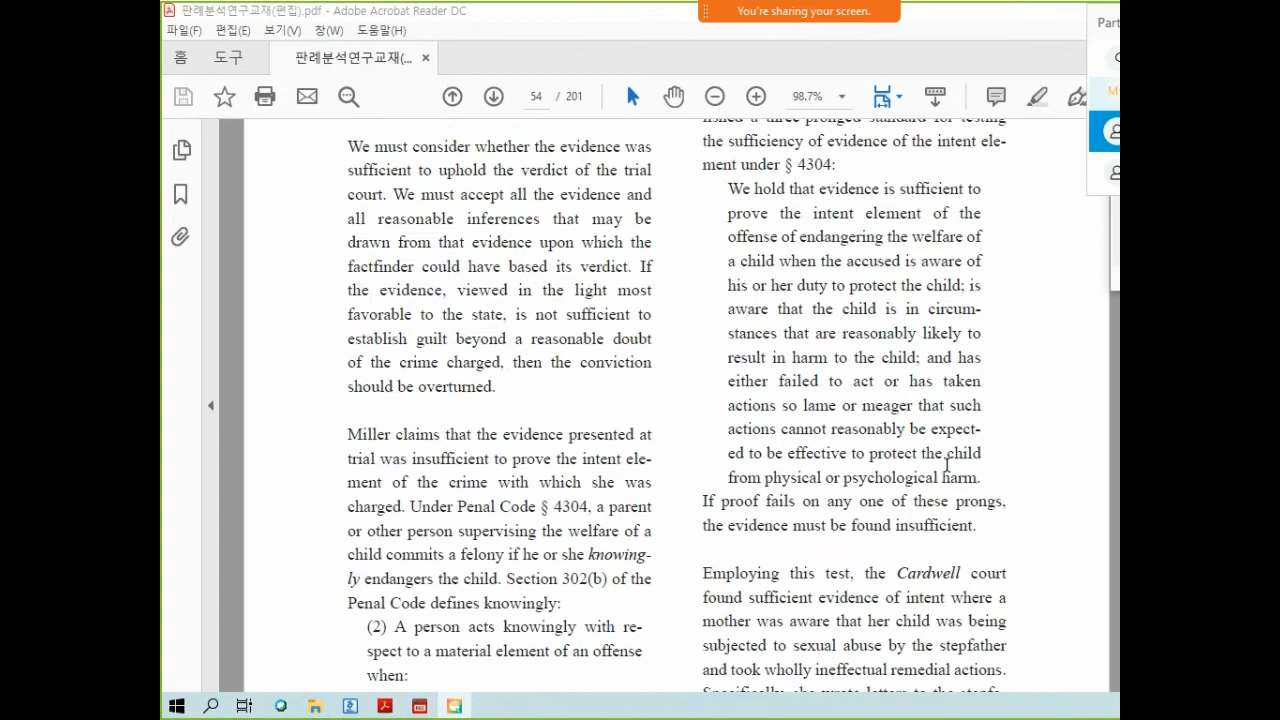 판례분석연구교재(편집).pdf - Adobe Acrobat Reader DC
You're sharing your screen.
Part
파일(F) 편집(E) 보기(V) 창(W) 도움말(H)
홈 도구 판례분석연구교재(... ×
54 / 201 98.7%
We must consider whether the evidence was
sufficient to uphold the verdict of the trial
court. We must accept all the evidence and
all reasonable inferences that may be
drawn from that evidence upon which the
factfinder could have based its verdict. If
the evidence, viewed in the light most
favorable to the state, is not sufficient to
establish guilt beyond a reasonable doubt
of the crime charged, then the conviction
should be overturned.
Miller claims that the evidence presented at
trial was insufficient to prove the intent ele-
ment of the crime with which she was
charged. Under Penal Code § 4304, a parent
or other person supervising the welfare of a
child commits a felony if he or she knowing-
ly endangers the child. Section 302(b) of the
Penal Code defines knowingly:
(2) A person acts knowingly with re-
spect to a material element of an offense
when:
lished a three-pronged standard for testing
the sufficiency of evidence of the intent ele-
ment under § 4304:
We hold that evidence is sufficient to
prove the intent element of the
offense of endangering the welfare of
a child when the accused is aware of
his or her duty to protect the child; is
aware that the child is in circum-
stances that are reasonably likely to
result in harm to the child; and has
either failed to act or has taken
actions so lame or meager that such
actions cannot reasonably be expect-
ed to be effective to protect the child
from physical or psychological harm.
If proof fails on any one of these prongs,
the evidence must be found insufficient.
Employing this test, the Cardwell court
found sufficient evidence of intent where a
mother was aware that her child was being
subjected to sexual abuse by the stepfather
and took wholly ineffectual remedial actions.
Specifically, she wrote letters to the stepfa-